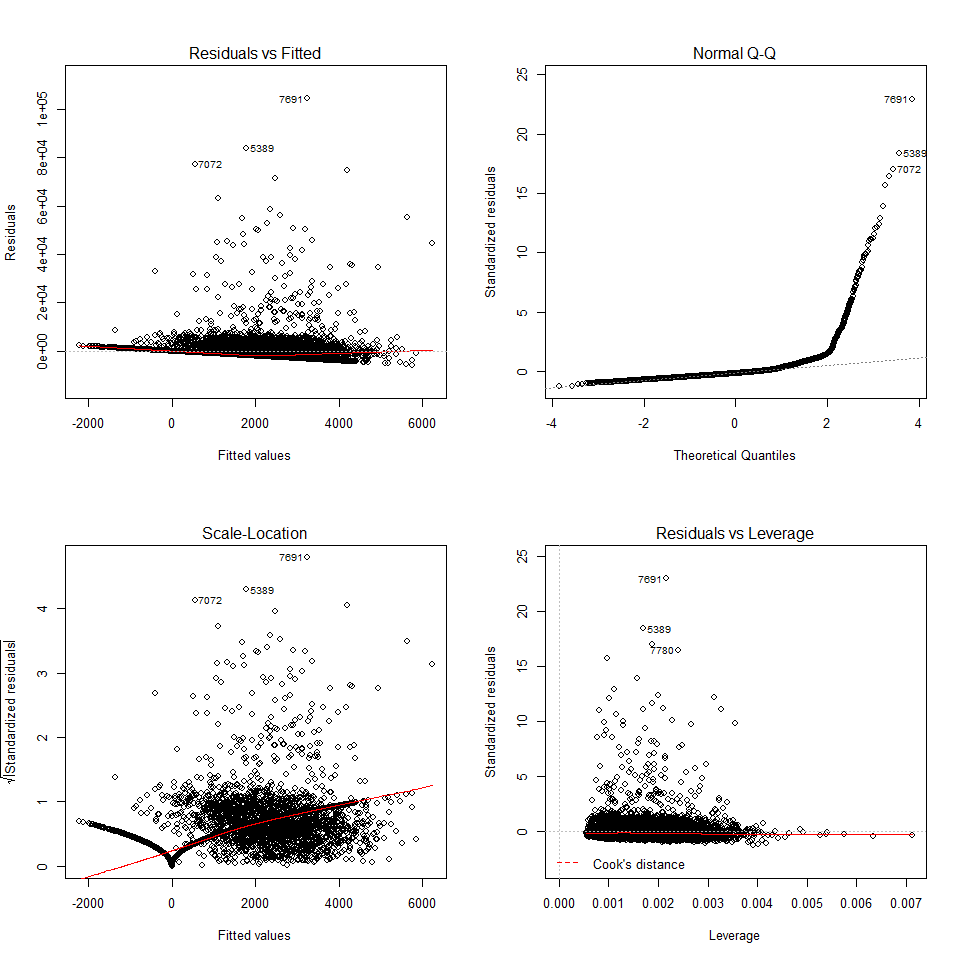 Residuals vs Fitted
Residuals
0e+00 2e+04 4e+04 6e+04 8e+04 1e+05
7691
5389
7072
-2000 0 2000 4000 6000
Fitted values
Normal Q-Q
Standardized residuals
0 5 10 15 20 25
7691
5389
7072
-4 -2 0 2 4
Theoretical Quantiles
Scale-Location
√|Standardized residuals|
0 1 2 3 4
7691
5389
7072
-2000 0 2000 4000 6000
Fitted values
Residuals vs Leverage
Standardized residuals
0 5 10 15 20 25
7691
5389
7780
Cook's distance
0.000 0.001 0.002 0.003 0.004 0.005 0.006 0.007
Leverage